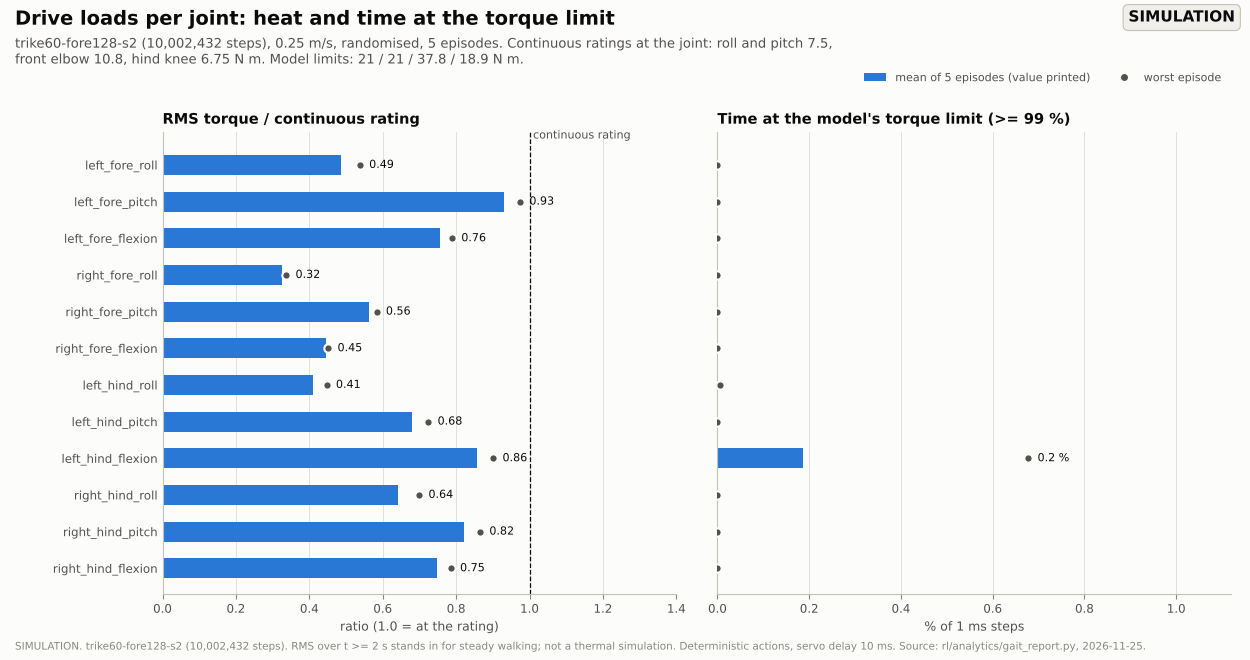 Drive loads per joint: heat and time at the torque limit
SIMULATION
trike60-fore128-s2 (10,002,432 steps), 0.25 m/s, randomised, 5 episodes. Continuous ratings at the joint: roll and pitch 7.5,
front elbow 10.8, hind knee 6.75 N m. Model limits: 21 / 21 / 37.8 / 18.9 N m.
mean of 5 episodes (value printed)
worst episode
RMS torque / continuous rating
continuous rating
left_fore_roll 0.49
left_fore_pitch 0.93
left_fore_flexion 0.76
right_fore_roll 0.32
right_fore_pitch 0.56
right_fore_flexion 0.45
left_hind_roll 0.41
left_hind_pitch 0.68
left_hind_flexion 0.86
right_hind_roll 0.64
right_hind_pitch 0.82
right_hind_flexion 0.75
0.0 0.2 0.4 0.6 0.8 1.0 1.2 1.4
ratio (1.0 = at the rating)
Time at the model's torque limit (>= 99 %)
0.2 %
0.0 0.2 0.4 0.6 0.8 1.0
% of 1 ms steps
SIMULATION. trike60-fore128-s2 (10,002,432 steps). RMS over t >= 2 s stands in for steady walking; not a thermal simulation. Deterministic actions, servo delay 10 ms. Source: rl/analytics/gait_report.py, 2026-11-25.